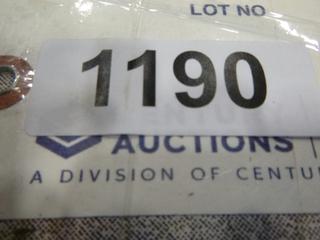 LOT NO
1190
AUCTIONS
A DIVISION OF CENTU